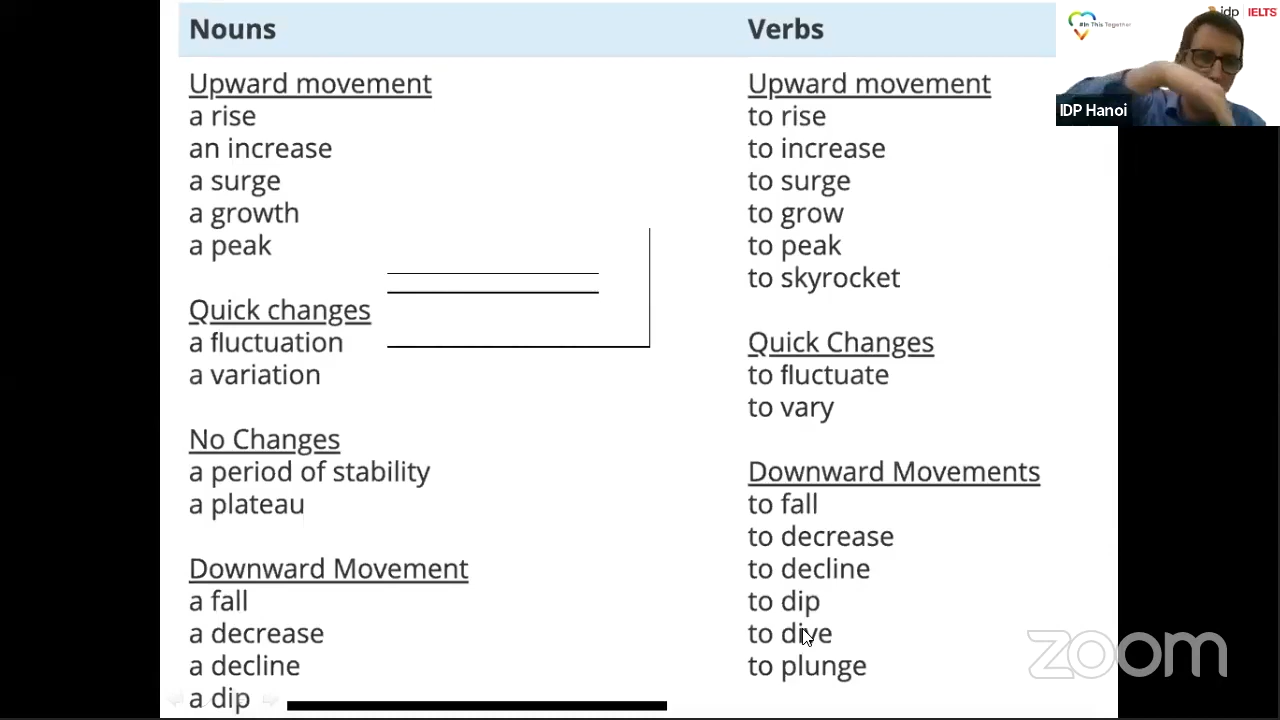 Nouns
Upward movement
a rise
an increase
a surge
a growth
a peak
Quick changes
a fluctuation
a variation
No Changes
a period of stability
a plateau
Downward Movement
a fall
a decrease
a decline
a dip
Verbs
Upward movement
to rise
to increase
to surge
to grow
to peak
to skyrocket
Quick Changes
to fluctuate
to vary
Downward Movements
to fall
to decrease
to decline
to dip
to dive
to plunge
#In This Together
idp IELTS
IDP Hanoi
zoom